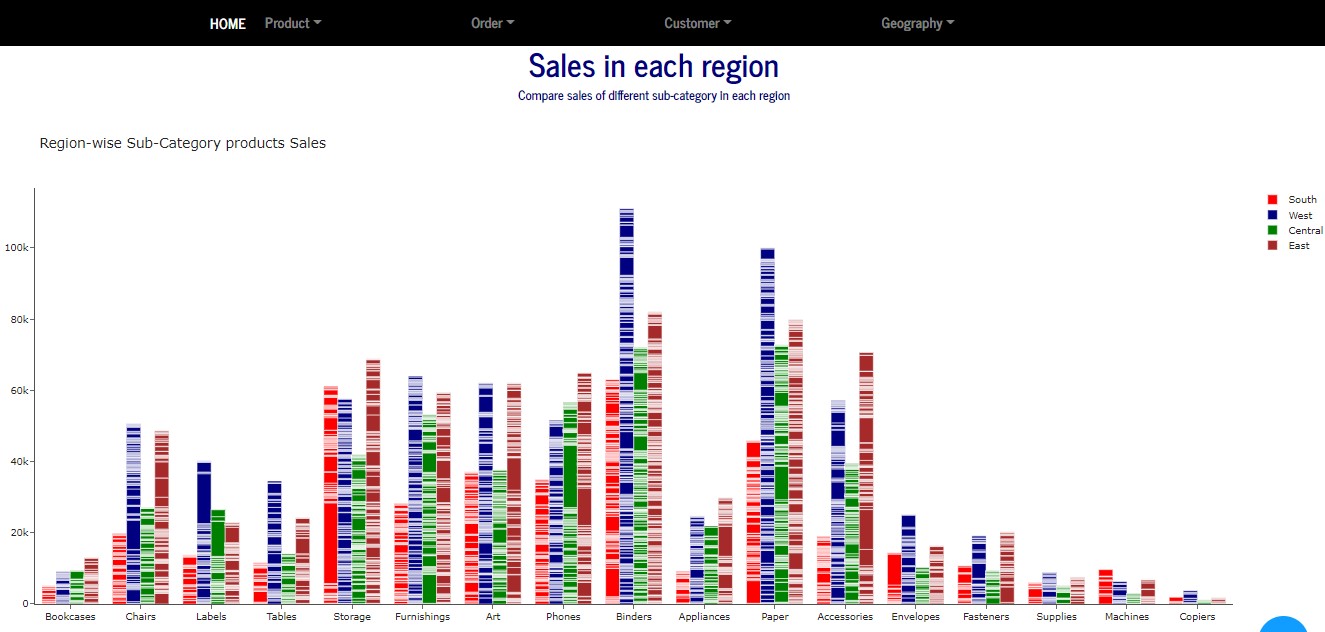 HOME Product Order Customer Geography
Sales in each region
Compare sales of different sub-category in each region
Region-wise Sub-Category products Sales
South
West
Central
East
100k
80k
60k
40k
20k
0
Bookcases Chairs Labels Tables Storage Furnishings Art Phones Binders Appliances Paper Accessories Envelopes Fasteners Supplies Machines Copiers